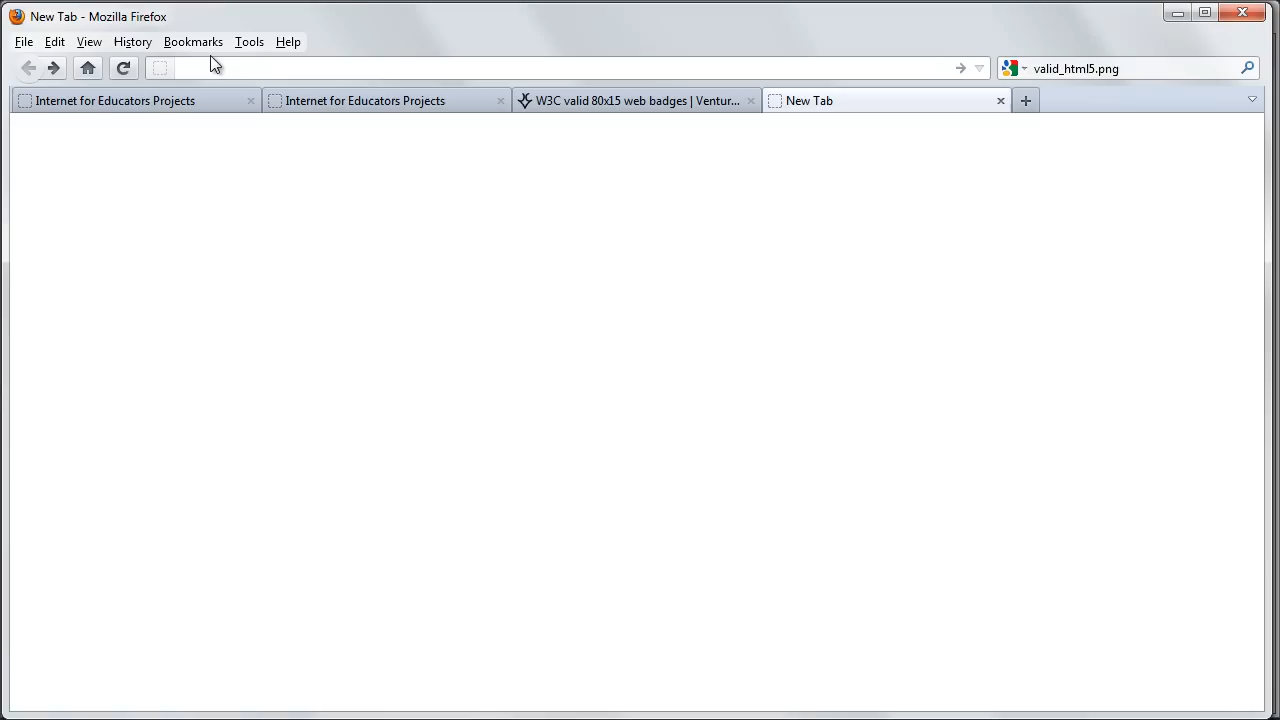 New Tab - Mozilla Firefox
File Edit View History Bookmarks Tools Help
valid_html5.png
Internet for Educators Projects Internet for Educators Projects W3C valid 80x15 web badges | Ventur... New Tab